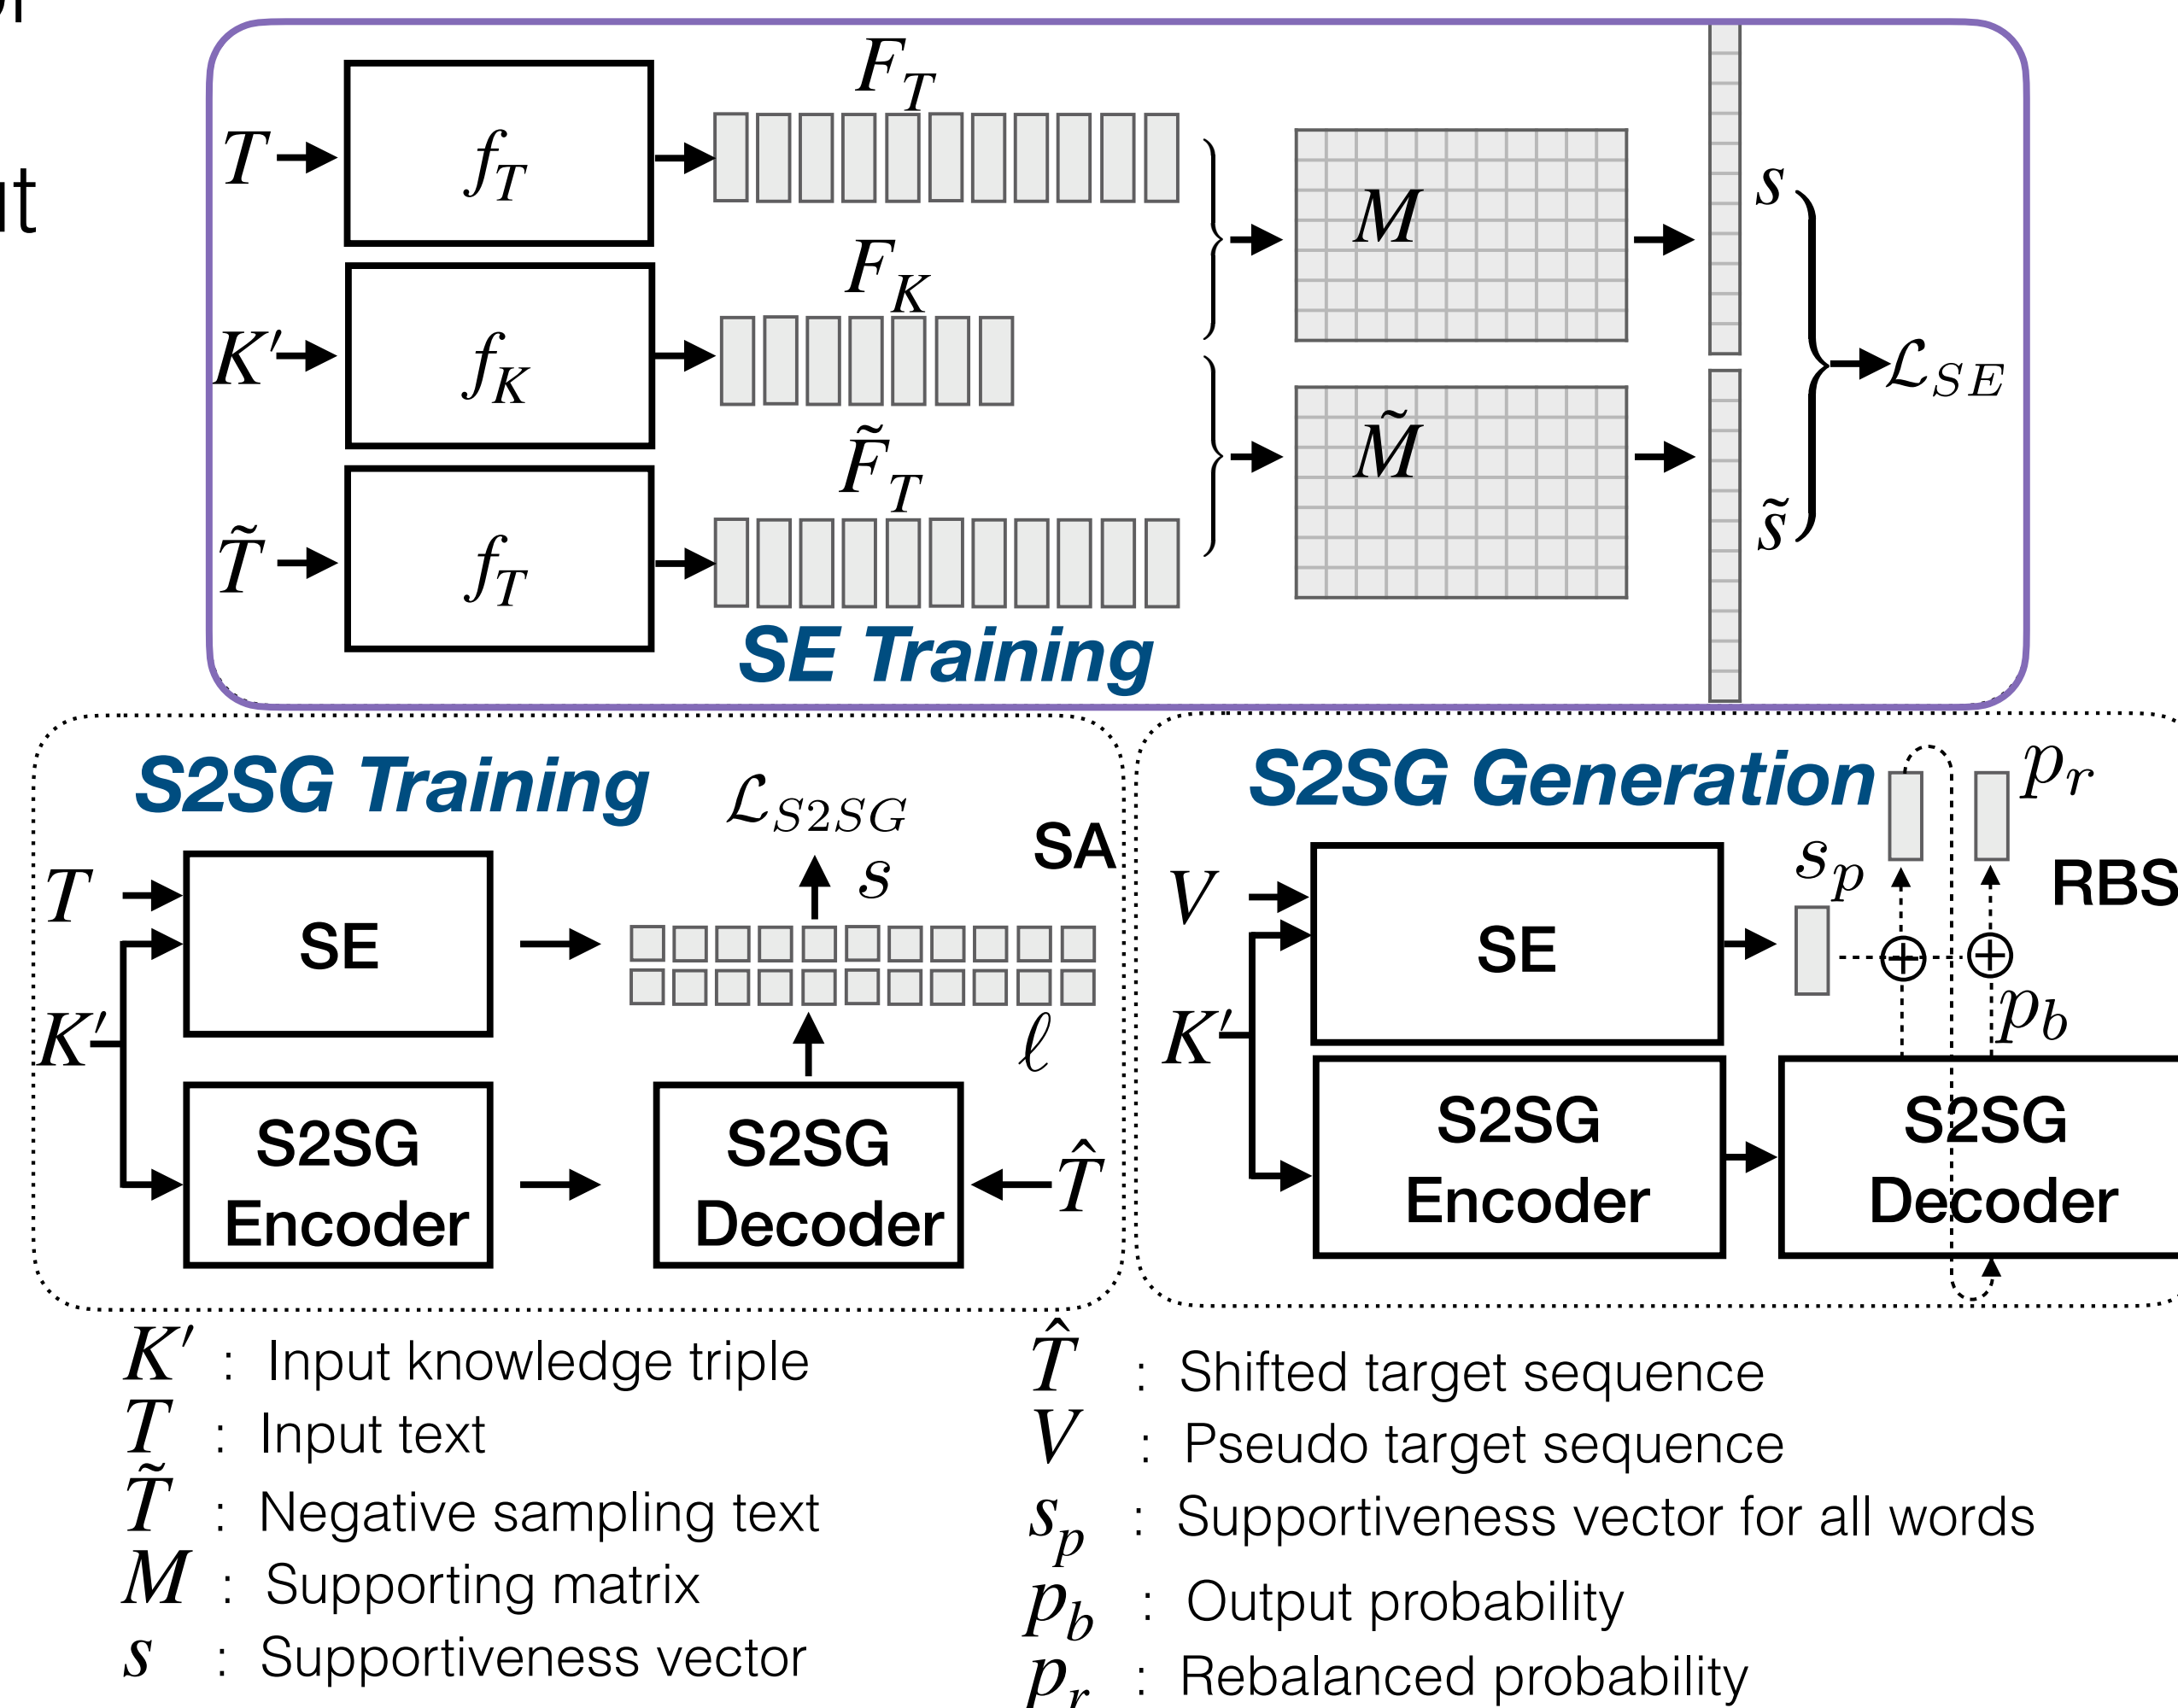 ut
F_T
T f_T
M s
F_K
K′ f_K
L_SE
F̃_T
M̃
T̃ f_T s̃
SE Training
S2SG Training
L_S2SG
s
SA
T
SE
K′
ℓ
S2SG
Encoder
S2SG
Decoder
T̂
S2SG Generation
p_r
s_p
RBS
V
SE
K′
p_b
S2SG
Encoder
S2SG
Decoder
K′ : Input knowledge triple
T : Input text
T̃ : Negative sampling text
M : Supporting matrix
s : Supportiveness vector
T̂ : Shifted target sequence
V : Pseudo target sequence
s_p : Supportiveness vector for all words
p_b : Output probability
p_r : Rebalanced probability